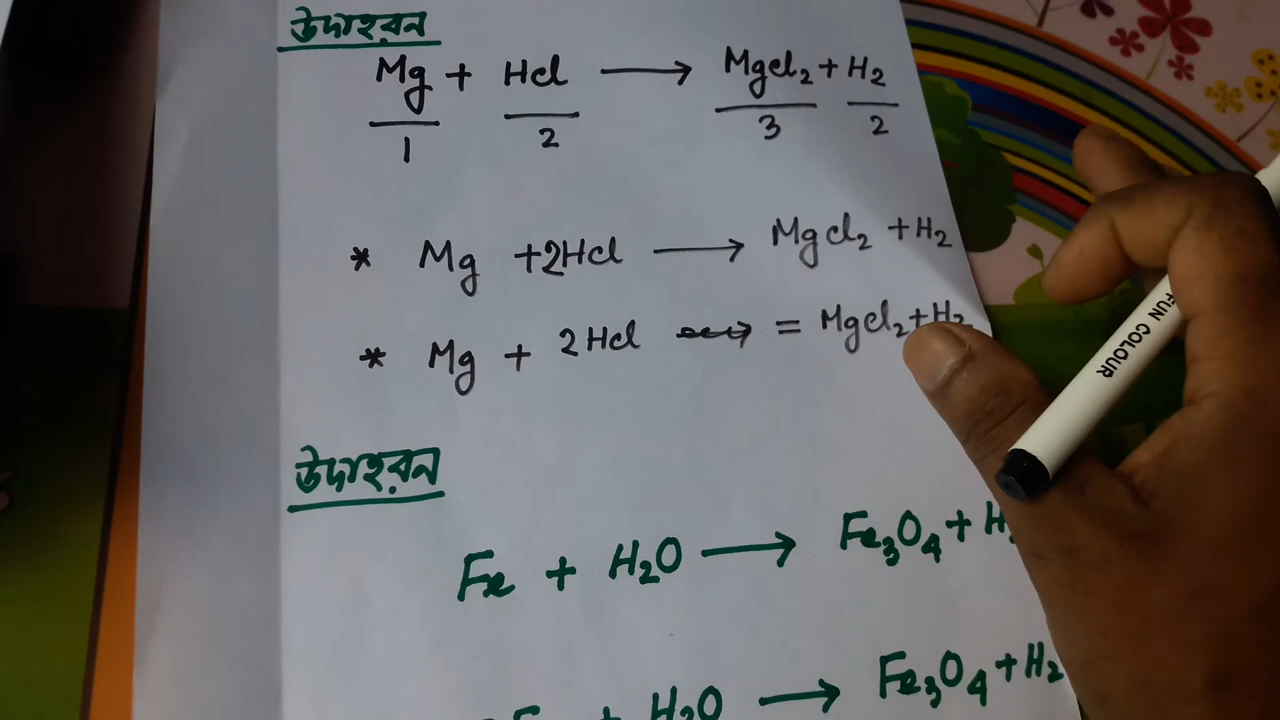 উদাহরন
Mg + Hcl → Mgcl₂ + H₂
1 2 3 2
* Mg + 2Hcl → Mgcl₂ + H₂
* Mg + 2Hcl = Mgcl₂ + H₂
FUN COLOUR
উদাহরন
Fe + H₂O → Fe₃O₄ + H
+ H₂O → Fe₃O₄ + H₂